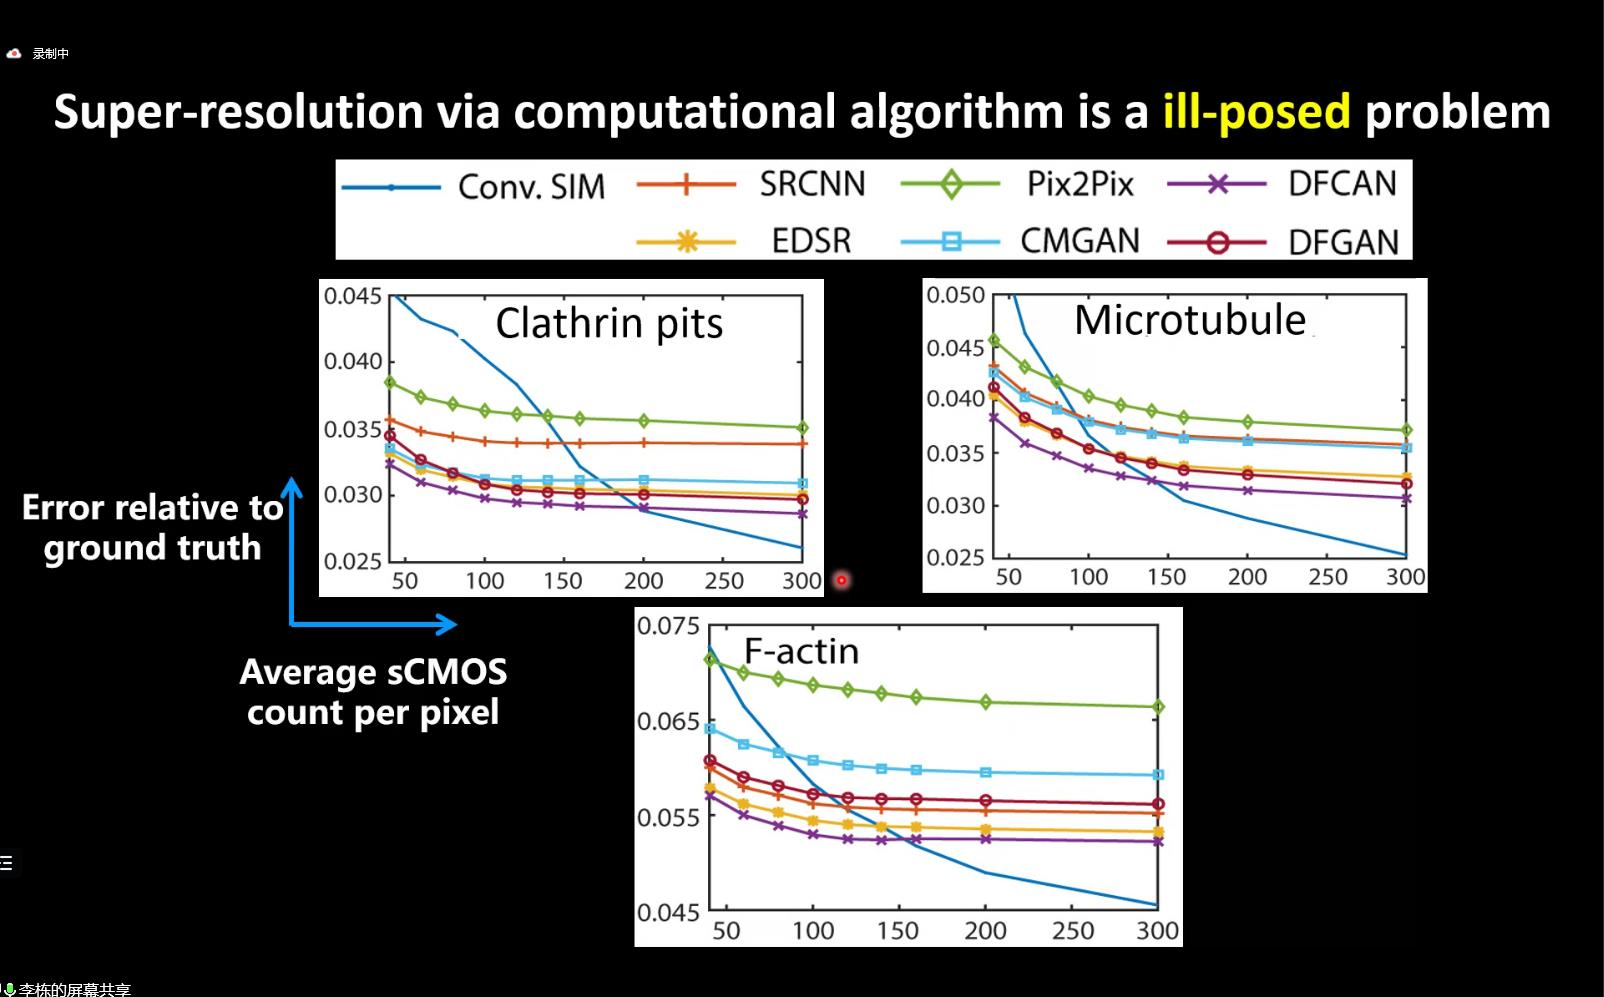 录制中
Super-resolution via computational algorithm is a ill-posed problem
Conv. SIM SRCNN Pix2Pix DFCAN
EDSR CMGAN DFGAN
Clathrin pits
0.045
0.040
0.035
0.030
0.025
50 100 150 200 250 300
Microtubule
0.050
0.045
0.040
0.035
0.030
0.025
50 100 150 200 250 300
Error relative to
ground truth
Average sCMOS
count per pixel
F-actin
0.075
0.065
0.055
0.045
50 100 150 200 250 300
李栋的屏幕共享